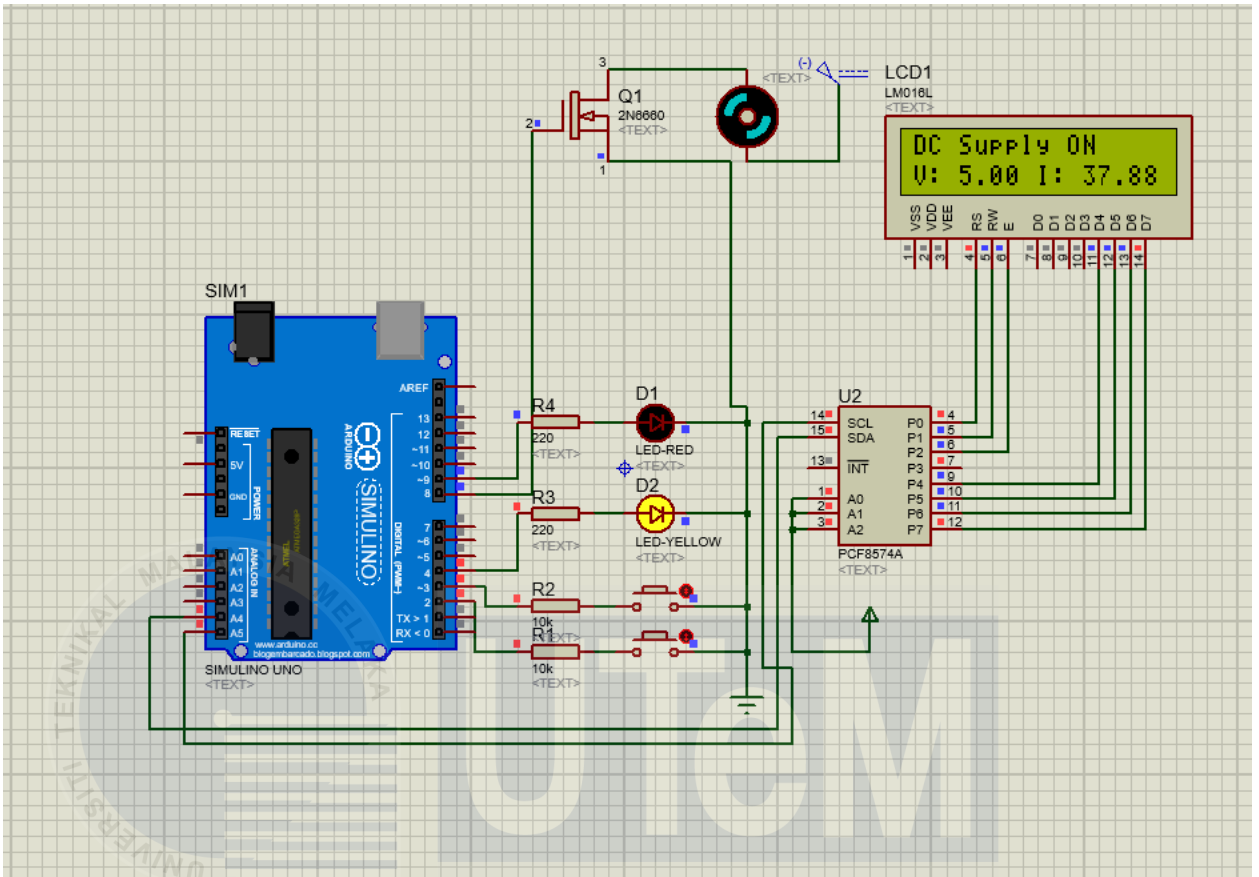 3
Q1
2N6660
<TEXT>
2
1
(-)
<TEXT>
LCD1
LM016L
<TEXT>
DC Supply ON
V: 5.00 I: 37.88
VSS
VDD
VEE
RS
RW
E
D0
D1
D2
D3
D4
D5
D6
D7
1
2
3
4
5
6
7
8
9
10
11
12
13
14
SIM1
AREF
13
12
~11
~10
~9
8
7
~6
~5
4
~3
2
TX > 1
RX < 0
RESET
5V
GND
POWER
A0
A1
A2
A3
A4
A5
ANALOG IN
ARDUINO
SIMULINO
DIGITAL (PWM~)
ATMEL
www.arduino.cc
blogembarcado.blogspot.com
SIMULINO UNO
<TEXT>
R4
220
<TEXT>
D1
LED-RED
<TEXT>
R3
220
<TEXT>
D2
LED-YELLOW
<TEXT>
R2
10k
<TEXT>
R1
10k
<TEXT>
U2
14
SCL
P0
4
15
SDA
P1
5
P2
6
13
INT
P3
7
P4
9
1
A0
P5
10
2
A1
P6
11
3
A2
P7
12
PCF8574A
<TEXT>
UNIVERSITI TEKNIKAL MALAYSIA MELAKA
UTeM